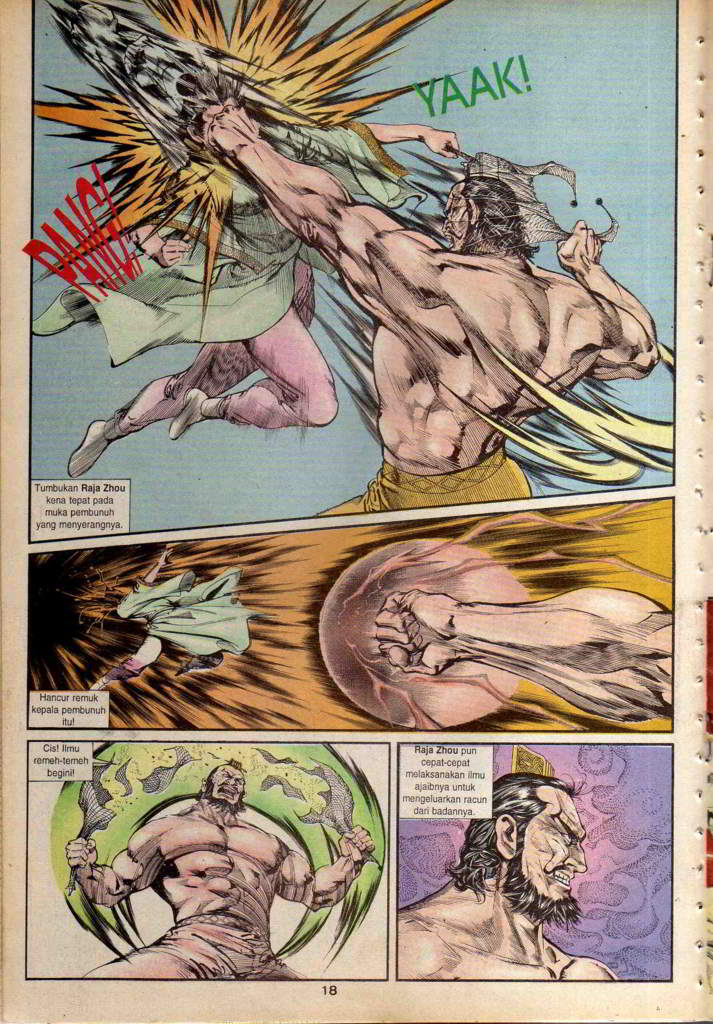 YAAK!
PANG!
Tumbukan Raja Zhou
kena tepat pada
muka pembunuh
yang menyerangnya.
Hancur remuk
kepala pembunuh
itu!
Cis! Ilmu
remeh-temeh
begini!
Raja Zhou pun
cepat-cepat
melaksanakan ilmu
ajaibnya untuk
mengeluarkan racun
dari badannya.
18